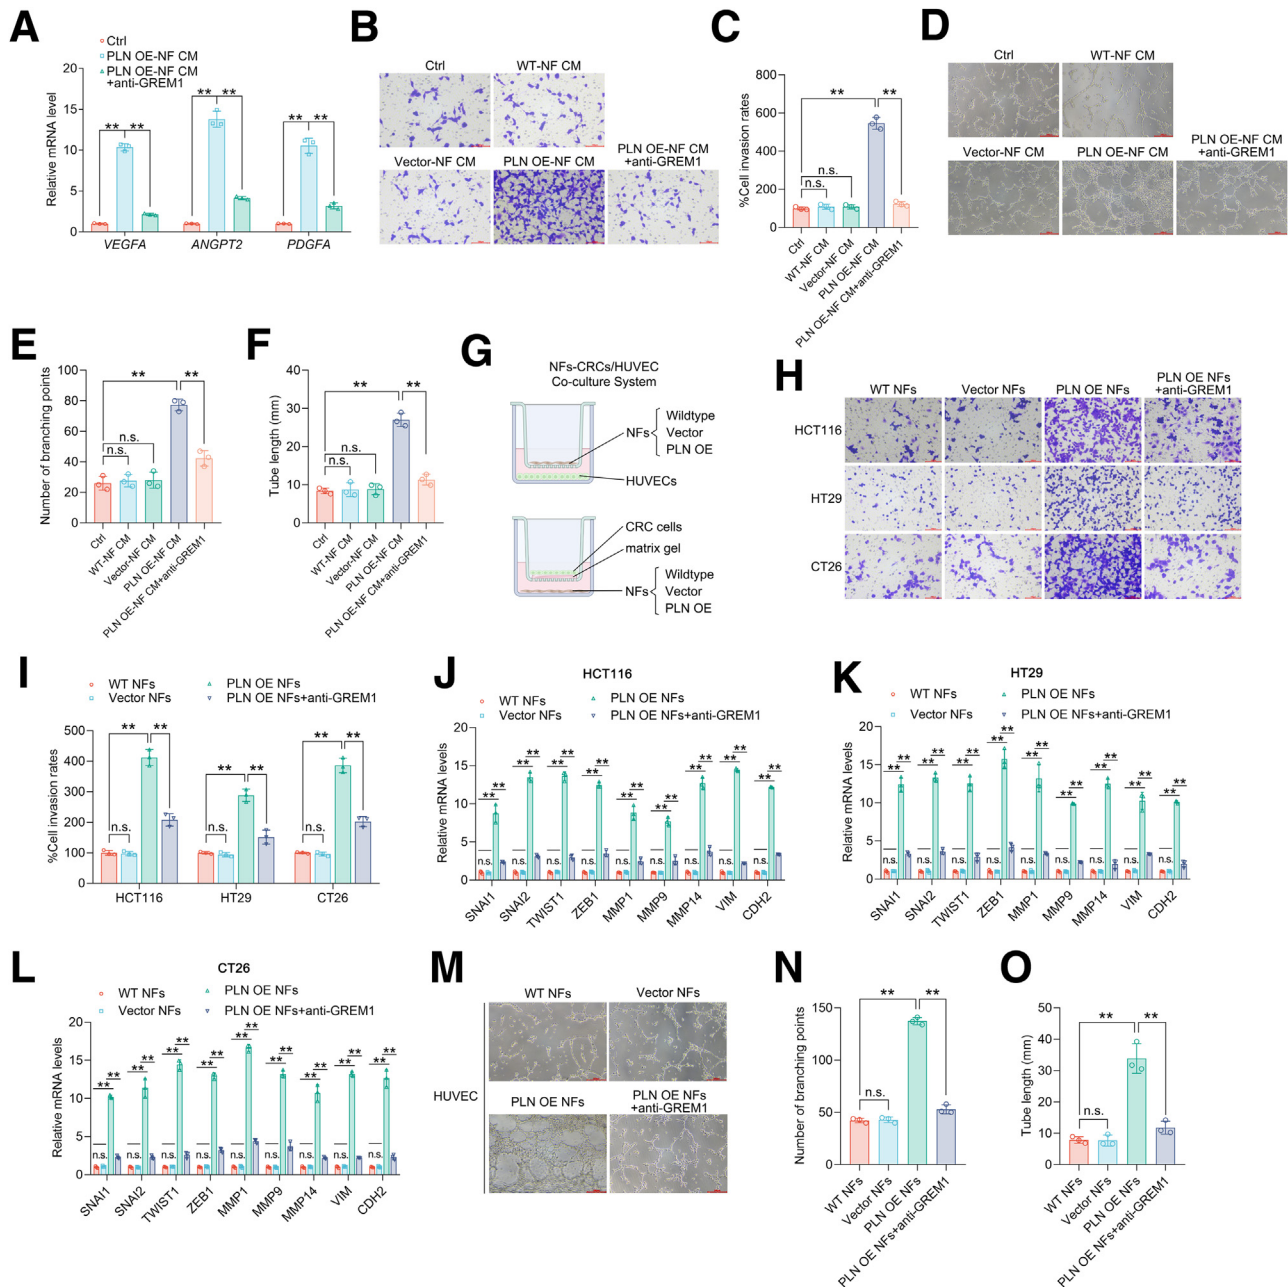 A
Ctrl
PLN OE-NF CM
PLN OE-NF CM
+anti-GREM1
Relative mRNA level
20
15
10
5
0
** **
** **
** **
VEGFA
ANGPT2
PDGFA
B
Ctrl
WT-NF CM
Vector-NF CM
PLN OE-NF CM
PLN OE-NF CM
+anti-GREM1
C
%Cell invasion rates
800
600
400
200
0
** **
n.s.
n.s.
Ctrl
WT-NF CM
Vector-NF CM
PLN OE-NF CM
PLN OE-NF CM+anti-GREM1
D
Ctrl
WT-NF CM
Vector-NF CM
PLN OE-NF CM
PLN OE-NF CM
+anti-GREM1
E
Number of branching points
100
80
60
40
20
0
** **
n.s.
n.s.
Ctrl
WT-NF CM
Vector-NF CM
PLN OE-NF CM
PLN OE-NF CM+anti-GREM1
F
Tube length (mm)
40
30
20
10
0
** **
n.s.
n.s.
Ctrl
WT-NF CM
Vector-NF CM
PLN OE-NF CM
PLN OE-NF CM+anti-GREM1
G
NFs-CRCs/HUVEC
Co-culture System
NFs
Wildtype
Vector
PLN OE
HUVECs
CRC cells
matrix gel
NFs
Wildtype
Vector
PLN OE
H
WT NFs
Vector NFs
PLN OE NFs
PLN OE NFs
+anti-GREM1
HCT116
HT29
CT26
I
WT NFs
Vector NFs
PLN OE NFs
PLN OE NFs+anti-GREM1
%Cell invasion rates
500
400
300
200
100
0
** **
** **
** **
n.s.
n.s.
n.s.
HCT116
HT29
CT26
J
HCT116
WT NFs
Vector NFs
PLN OE NFs
PLN OE NFs+anti-GREM1
Relative mRNA levels
20
15
10
5
0
** ** ** ** ** ** ** ** **
** ** ** ** ** ** ** ** **
n.s. n.s. n.s. n.s. n.s. n.s. n.s. n.s. n.s.
SNAI1
SNAI2
TWIST1
ZEB1
MMP1
MMP9
MMP14
VIM
CDH2
K
HT29
WT NFs
Vector NFs
PLN OE NFs
PLN OE NFs+anti-GREM1
Relative mRNA levels
20
15
10
5
0
** ** ** ** ** ** ** ** **
** ** ** ** ** ** ** ** **
n.s. n.s. n.s. n.s. n.s. n.s. n.s. n.s. n.s.
SNAI1
SNAI2
TWIST1
ZEB1
MMP1
MMP9
MMP14
VIM
CDH2
L
CT26
WT NFs
Vector NFs
PLN OE NFs
PLN OE NFs+anti-GREM1
Relative mRNA levels
20
15
10
5
0
** ** ** ** ** ** ** ** **
** ** ** ** ** ** ** ** **
n.s. n.s. n.s. n.s. n.s. n.s. n.s. n.s. n.s.
SNAI1
SNAI2
TWIST1
ZEB1
MMP1
MMP9
MMP14
VIM
CDH2
M
HUVEC
WT NFs
Vector NFs
PLN OE NFs
PLN OE NFs
+anti-GREM1
N
Number of branching points
150
100
50
0
** **
n.s.
WT NFs
Vector NFs
PLN OE NFs
PLN OE NFs+anti-GREM1
O
Tube length (mm)
50
40
30
20
10
0
** **
n.s.
WT NFs
Vector NFs
PLN OE NFs
PLN OE NFs+anti-GREM1